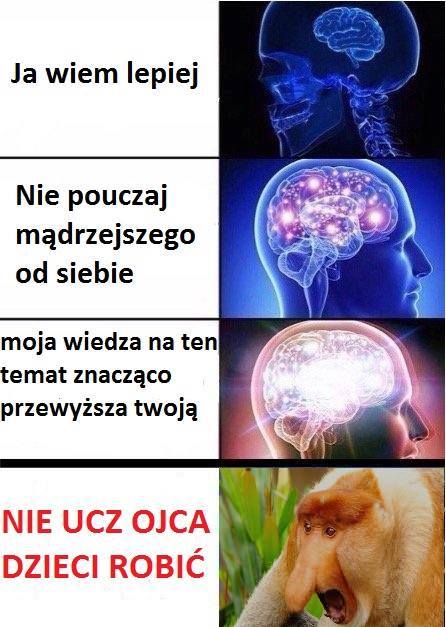 Ja wiem lepiej
Nie pouczaj
mądrzejszego
od siebie
moja wiedza na ten
temat znacząco
przewyższa twoją
NIE UCZ OJCA
DZIECI ROBIĆ